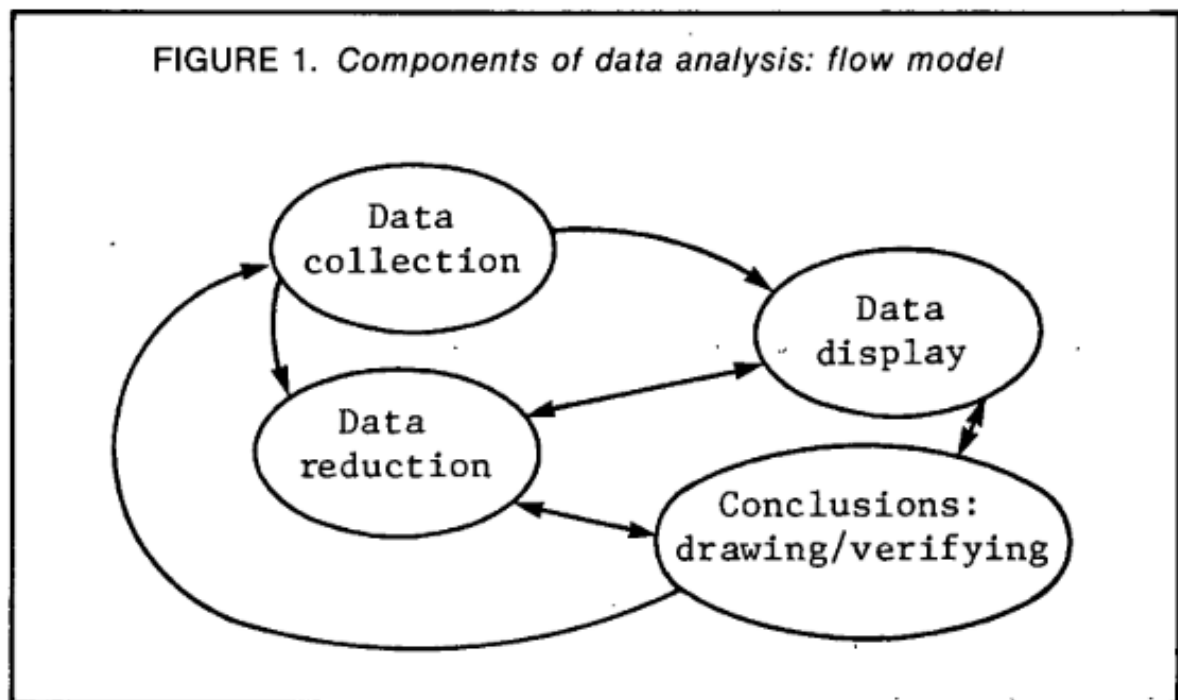 FIGURE 1. Components of data analysis: flow model
Data
collection
Data
display
Data
reduction
Conclusions:
drawing/verifying